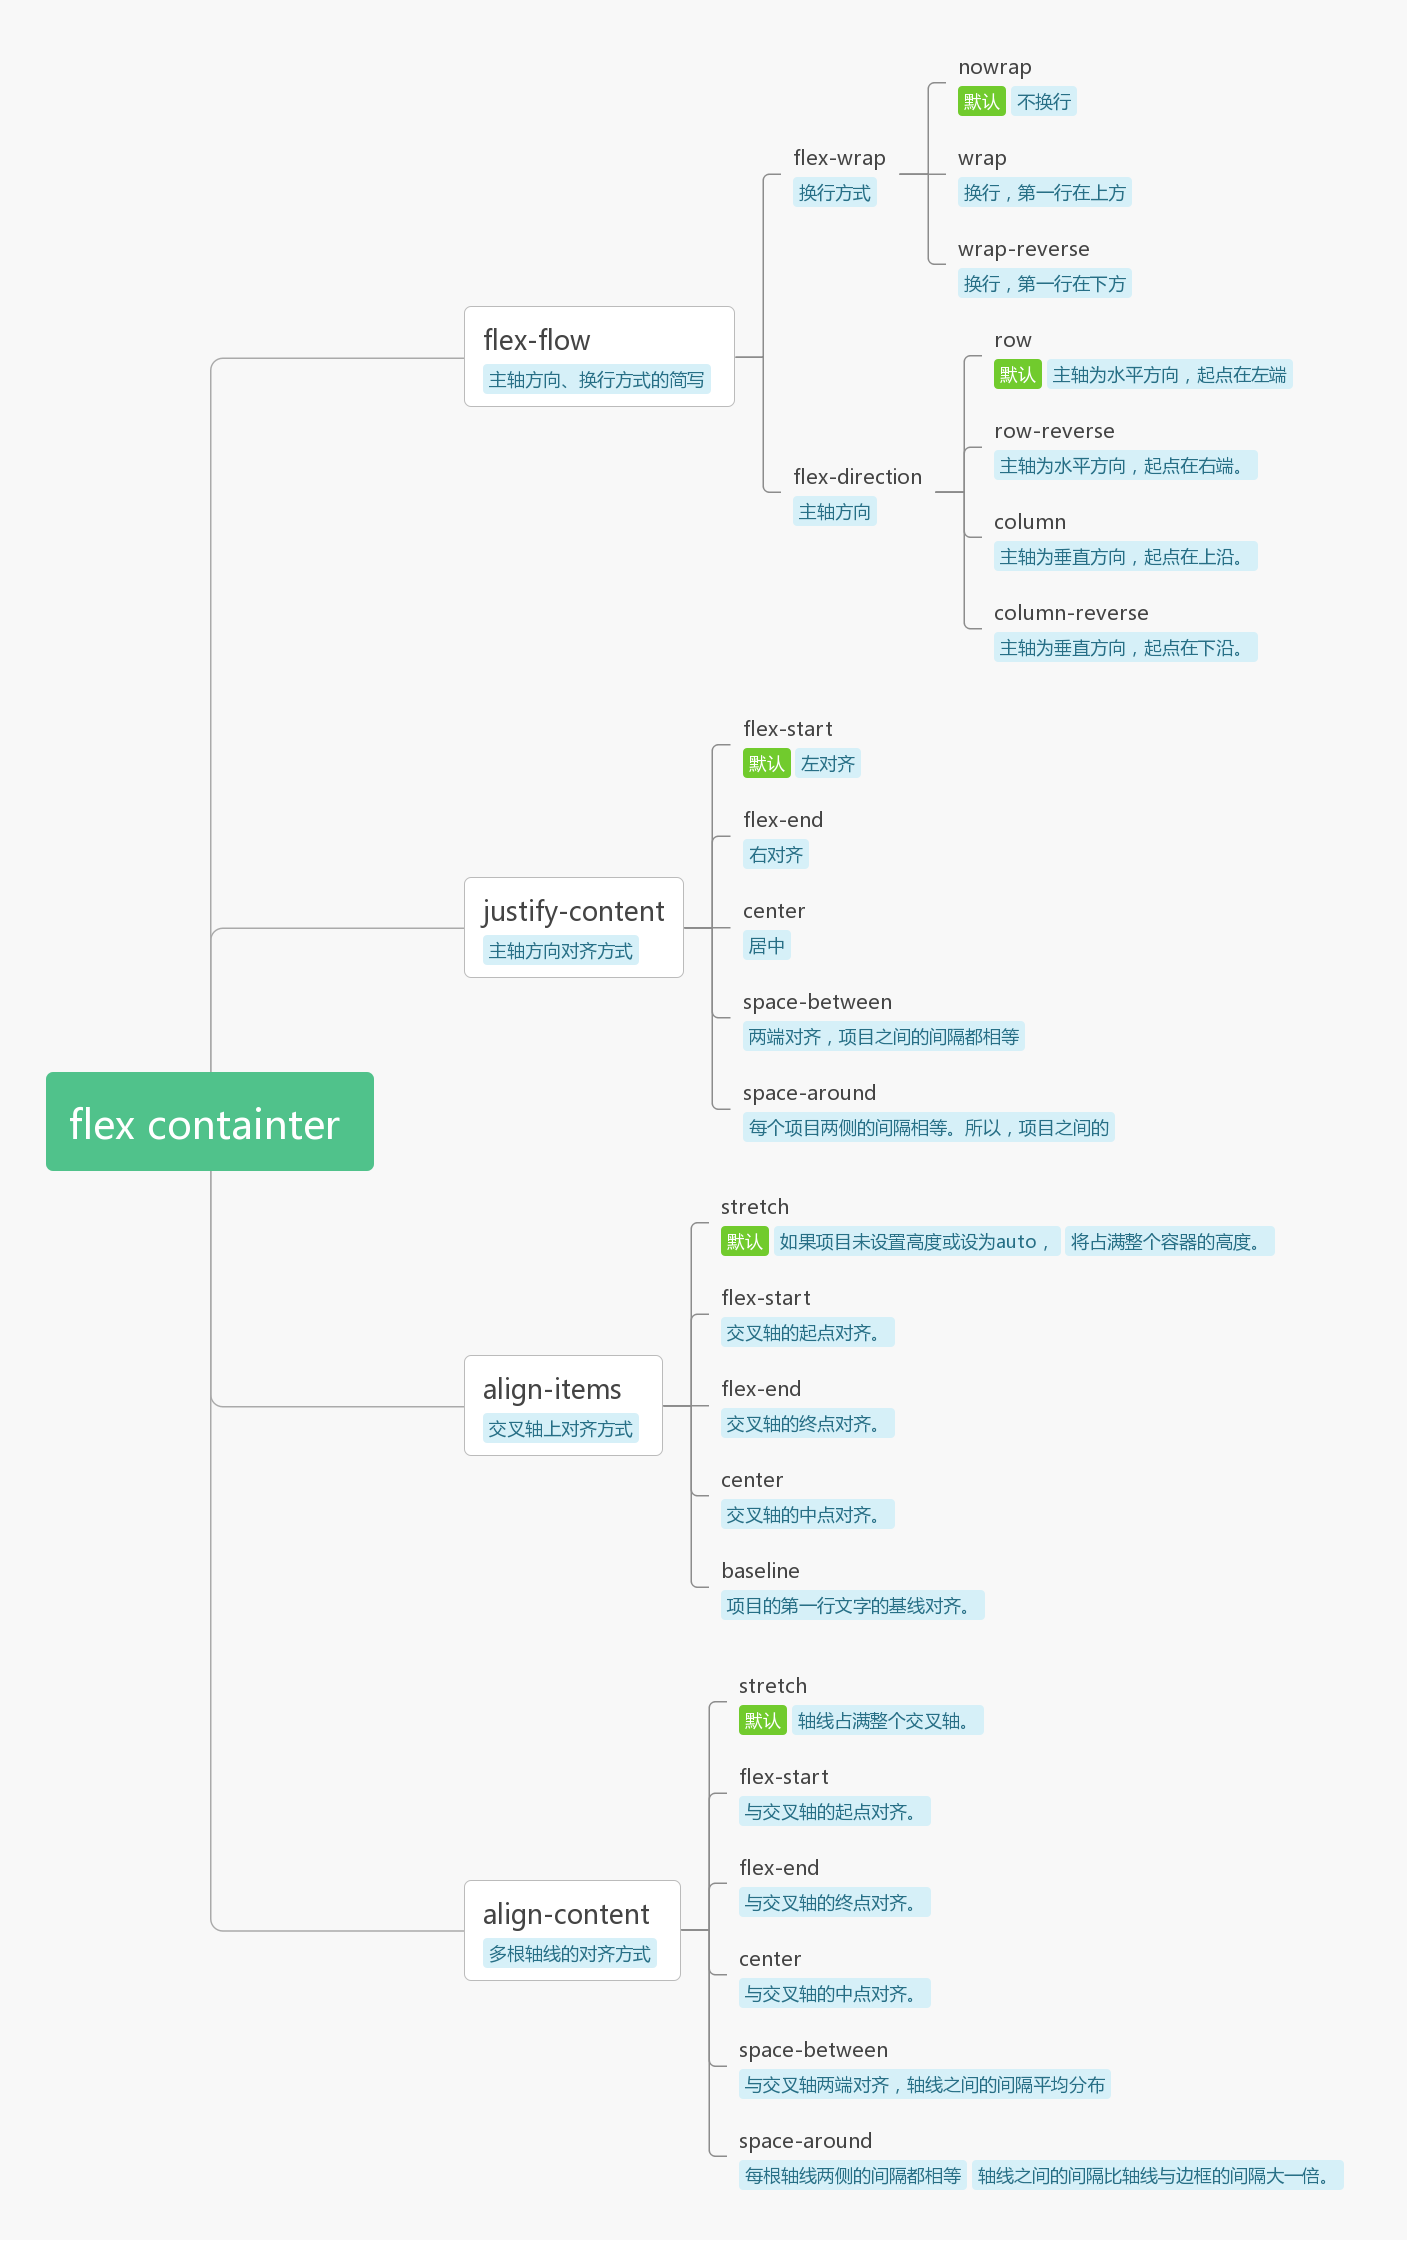 flex containter
flex-flow
主轴方向、换行方式的简写
flex-wrap
换行方式
nowrap
默认 不换行
wrap
换行，第一行在上方
wrap-reverse
换行，第一行在下方
flex-direction
主轴方向
row
默认 主轴为水平方向，起点在左端
row-reverse
主轴为水平方向，起点在右端。
column
主轴为垂直方向，起点在上沿。
column-reverse
主轴为垂直方向，起点在下沿。
justify-content
主轴方向对齐方式
flex-start
默认 左对齐
flex-end
右对齐
center
居中
space-between
两端对齐，项目之间的间隔都相等
space-around
每个项目两侧的间隔相等。所以，项目之间的
align-items
交叉轴上对齐方式
stretch
默认 如果项目未设置高度或设为auto， 将占满整个容器的高度。
flex-start
交叉轴的起点对齐。
flex-end
交叉轴的终点对齐。
center
交叉轴的中点对齐。
baseline
项目的第一行文字的基线对齐。
align-content
多根轴线的对齐方式
stretch
默认 轴线占满整个交叉轴。
flex-start
与交叉轴的起点对齐。
flex-end
与交叉轴的终点对齐。
center
与交叉轴的中点对齐。
space-between
与交叉轴两端对齐，轴线之间的间隔平均分布
space-around
每根轴线两侧的间隔都相等 轴线之间的间隔比轴线与边框的间隔大一倍。